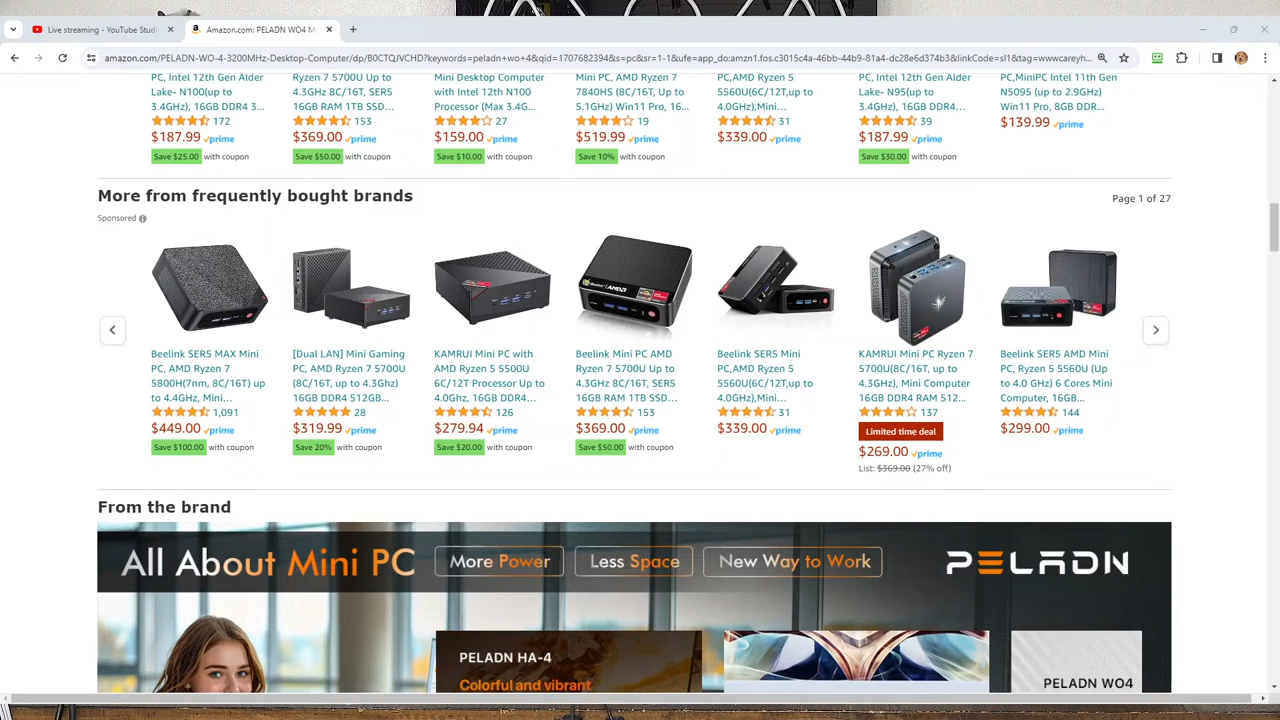 Live streaming - YouTube Studi
Amazon.com: PELADN WO4 M
amazon.com/PELADN-WO-4-3200MHz-Desktop-Computer/dp/B0CTQJVCHD?keywords=peladn+wo+4&qid=1707682394&s=pc&sr=1-1&ufe=app_do:amzn1.fos.c3015c4a-46bb-44b9-81a4-dc28e6d374b3&linkCode=sl1&tag=wwwcareyh...
PC, Intel 12th Gen Alder
Lake- N100(up to
3.4GHz), 16GB DDR4 3...
172
$187.99 prime
Save $25.00 with coupon
Ryzen 7 5700U Up to
4.3GHz 8C/16T, SER5
16GB RAM 1TB SSD...
153
$369.00 prime
Save $50.00 with coupon
Mini Desktop Computer
with Intel 12th N100
Processor (Max 3.4G...
27
$159.00 prime
Save $10.00 with coupon
Mini PC, AMD Ryzen 7
7840HS (8C/16T, Up to
5.1GHz) Win11 Pro, 16...
19
$519.99 prime
Save 10% with coupon
PC,AMD Ryzen 5
5560U(6C/12T,up to
4.0GHz),Mini...
31
$339.00 prime
PC, Intel 12th Gen Alder
Lake- N95(up to
3.4GHz), 16GB DDR4...
39
$187.99 prime
Save $30.00 with coupon
PC,MiniPC Intel 11th Gen
N5095 (up to 2.9GHz)
Win11 Pro, 8GB DDR...
$139.99 prime
More from frequently bought brands
Page 1 of 27
Sponsored
Beelink SER5 MAX Mini
PC, AMD Ryzen 7
5800H(7nm, 8C/16T) up
to 4.4GHz, Mini...
1,091
$449.00 prime
Save $100.00 with coupon
[Dual LAN] Mini Gaming
PC, AMD Ryzen 7 5700U
(8C/16T, up to 4.3Ghz)
16GB DDR4 512GB...
28
$319.99 prime
Save 20% with coupon
KAMRUI Mini PC with
AMD Ryzen 5 5500U
6C/12T Processor Up to
4.0Ghz, 16GB DDR4...
126
$279.94 prime
Save $20.00 with coupon
Beelink Mini PC AMD
Ryzen 7 5700U Up to
4.3GHz 8C/16T, SER5
16GB RAM 1TB SSD...
153
$369.00 prime
Save $50.00 with coupon
Beelink SER5 Mini
PC,AMD Ryzen 5
5560U(6C/12T,up to
4.0GHz),Mini...
31
$339.00 prime
KAMRUI Mini PC Ryzen 7
5700U(8C/16T, up to
4.3GHz), Mini Computer
16GB DDR4 RAM 512...
137
Limited time deal
$269.00 prime
List: $369.00 (27% off)
Beelink SER5 AMD Mini
PC, Ryzen 5 5560U (Up
to 4.0 GHz) 6 Cores Mini
Computer, 16GB...
144
$299.00 prime
From the brand
All About Mini PC
More Power
Less Space
New Way to Work
PELADN
PELADN HA-4
Colorful and vibrant
PELADN WO4